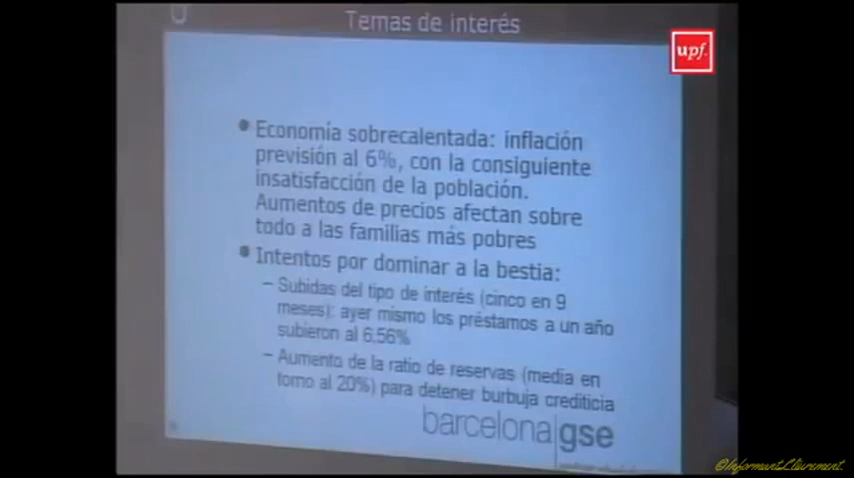 Temas de interés
upf.
Economía sobrecalentada: inflación
previsión al 6%, con la consiguiente
insatisfacción de la población.
Aumentos de precios afectan sobre
todo a las familias más pobres
Intentos por dominar a la bestia:
– Subidas del tipo de interés (cinco en 9
meses): ayer mismo los préstamos a un año
subieron al 6.56%
– Aumento de la ratio de reservas (media en
torno al 20%) para detener burbuja crediticia
barcelona gse
@InformantLliurement.